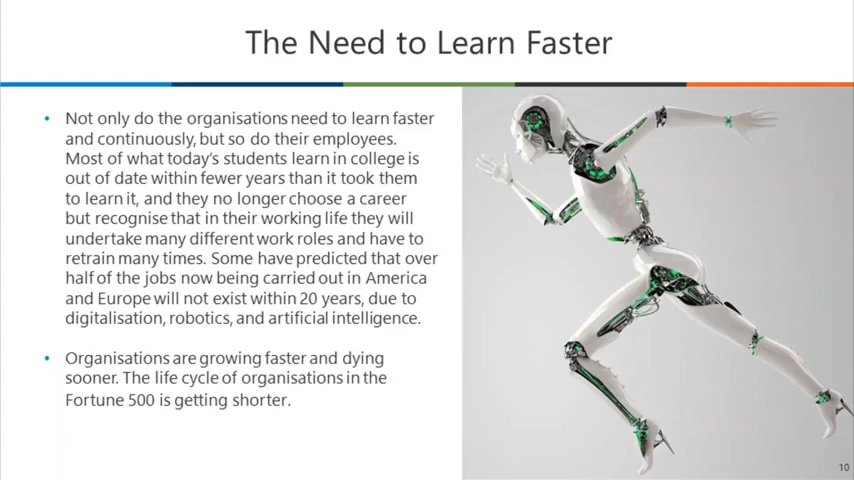 The Need to Learn Faster
• Not only do the organisations need to learn faster
and continuously, but so do their employees.
Most of what today's students learn in college is
out of date within fewer years than it took them
to learn it, and they no longer choose a career
but recognise that in their working life they will
undertake many different work roles and have to
retrain many times. Some have predicted that over
half of the jobs now being carried out in America
and Europe will not exist within 20 years, due to
digitalisation, robotics, and artificial intelligence.
• Organisations are growing faster and dying
sooner. The life cycle of organisations in the
Fortune 500 is getting shorter.
10